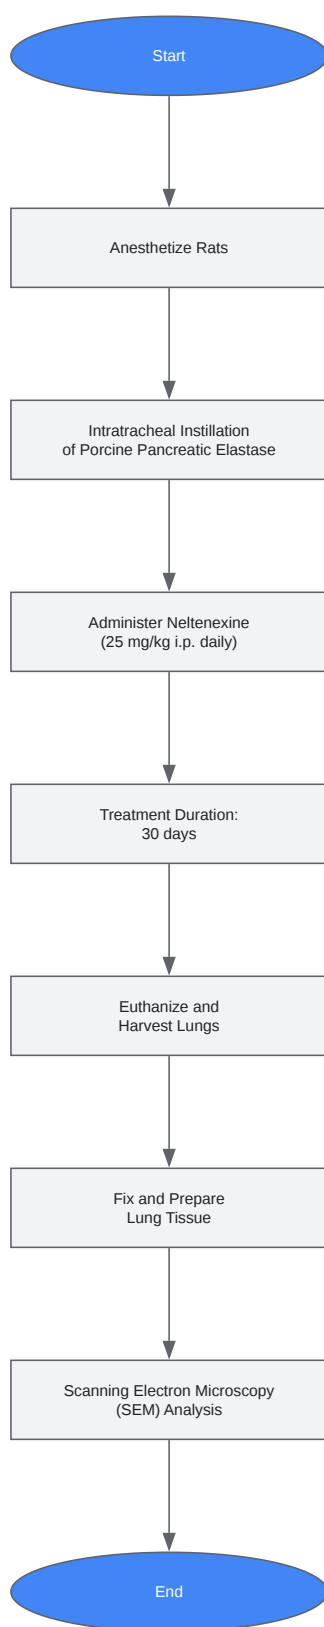 Start
Anesthetize Rats
Intratracheal Instillation
of Porcine Pancreatic Elastase
Administer Neltenexine
(25 mg/kg i.p. daily)
Treatment Duration:
30 days
Euthanize and
Harvest Lungs
Fix and Prepare
Lung Tissue
Scanning Electron Microscopy
(SEM) Analysis
End